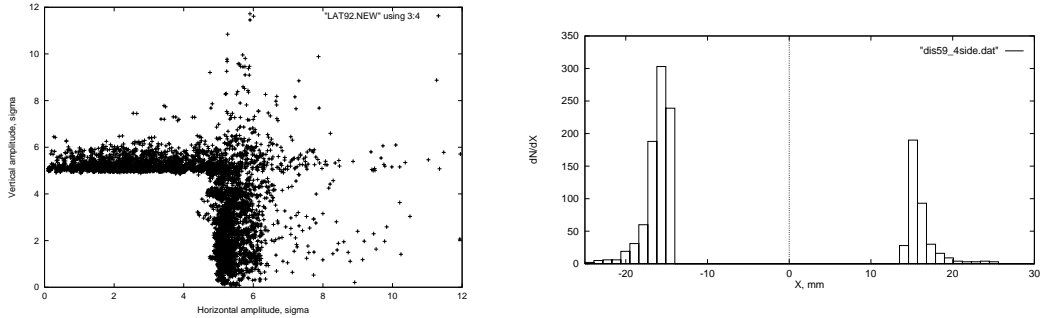 12
10
8
6
4
2
0
0 2 4 6 8 10 12
Vertical amplitude, sigma
Horizontal amplitude, sigma
"LAT92.NEW" using 3:4
350
300
250
200
150
100
50
0
-20 -10 0 10 20 30
dN/dX
X, mm
"dis59_4side.dat"